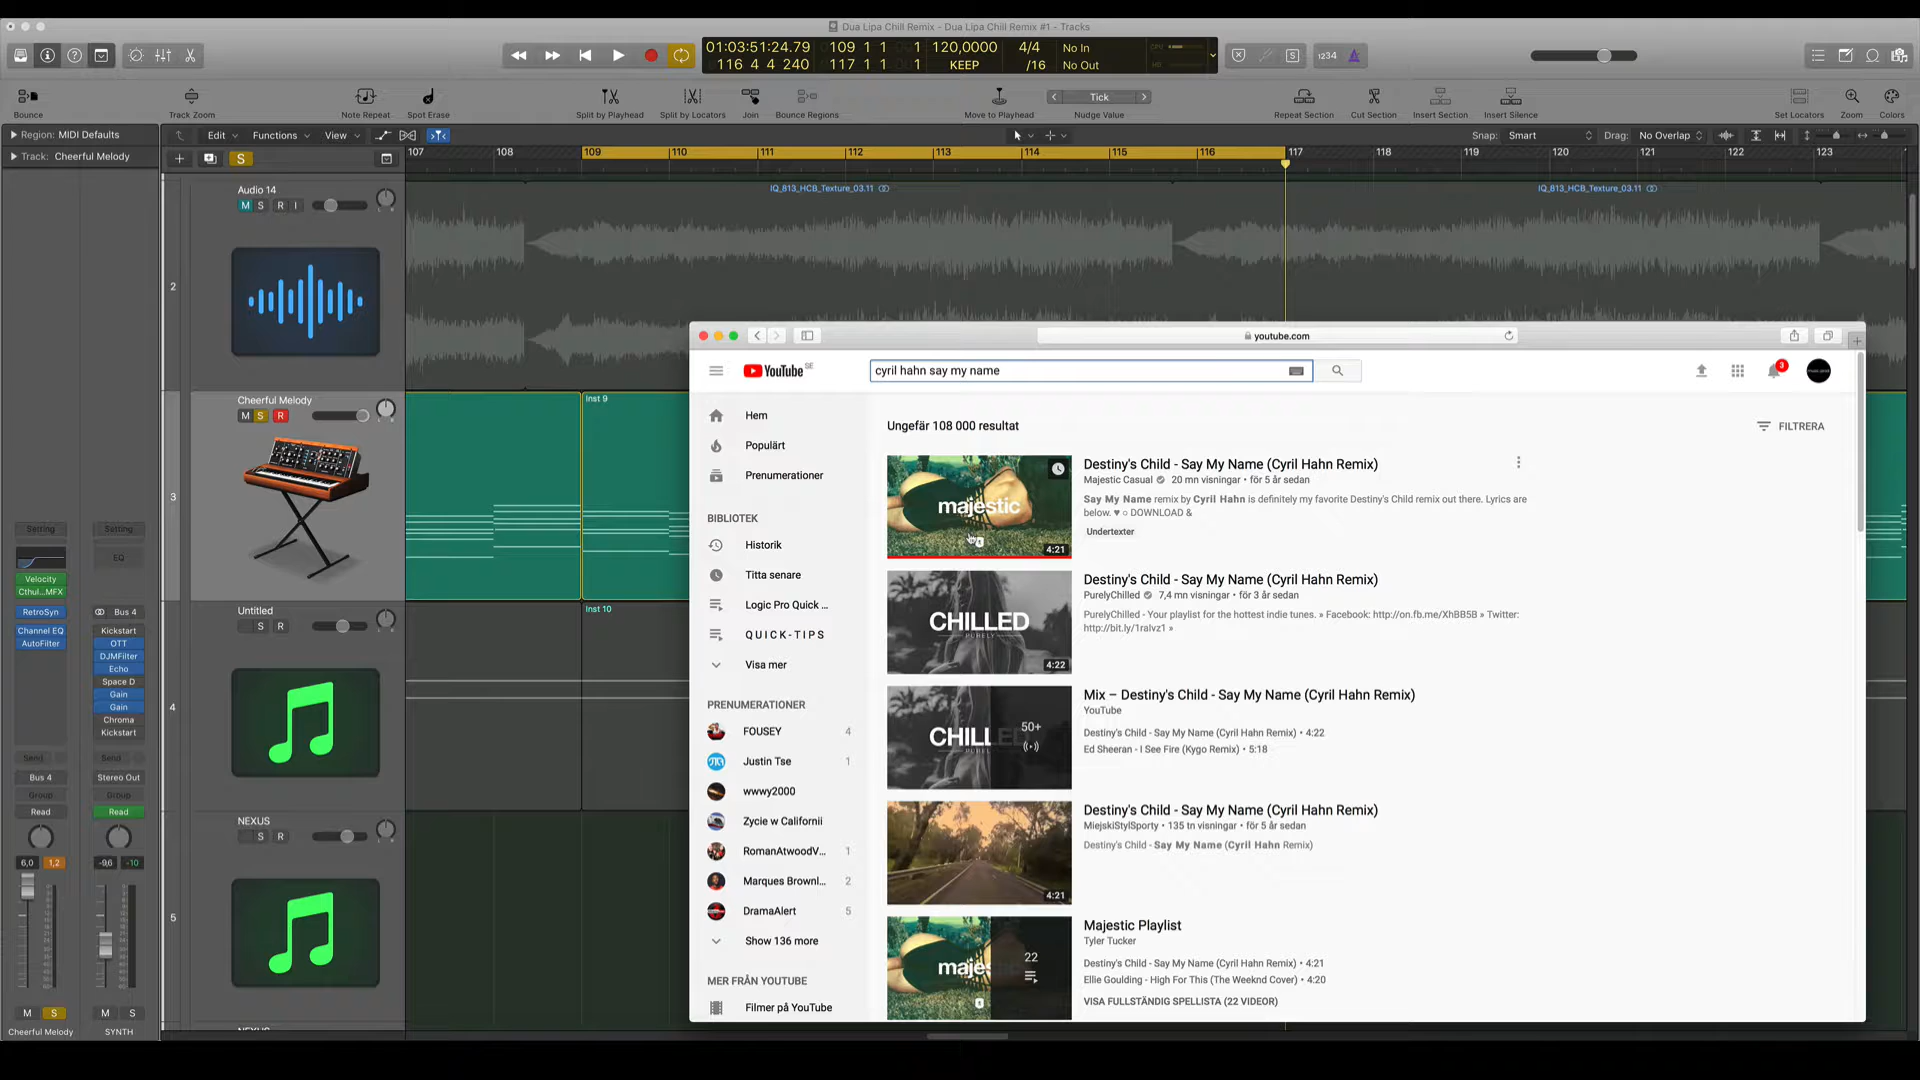 Dua Lipa Chill Remix - Dua Lipa Chill Remix #1 - Tracks
01:03:51:24.79 109 1 1 1 120,0000 4/4 No In
116 4 4 240 117 1 1 1 KEEP /16 No Out
CPU
HD
1234
Bounce Track Zoom Note Repeat Spot Erase Split by Playhead Split by Locators Join Bounce Regions Move to Playhead Tick Nudge Value Repeat Section Cut Section Insert Section Insert Silence Set Locators Zoom Colors
Region: MIDI Defaults Edit Functions View Snap: Smart Drag: No Overlap
Track: Cheerful Melody S 107 108 109 110 111 112 113 114 115 116 117 118 119 120 121 122 123
Audio 14
M S R I
IQ_813_HCB_Texture_03.11 IQ_813_HCB_Texture_03.11
2
Cheerful Melody
M S R
Inst 9
3
Untitled
S R
Inst 10
4
NEXUS
S R
5
Setting Setting
EQ
Velocity
Cthul...MFX
RetroSyn Bus 4
Channel EQ Kickstart
AutoFilter OTT
DJMFilter
Echo
Space D
Gain
Gain
Chroma
Kickstart
Send Send
Bus 4 Stereo Out
Group Group
Read Read
6,0 1,2 -9,6 -10
M S M S
Cheerful Melody SYNTH
youtube.com
YouTube SE
cyril hahn say my name
3
Hem
Populärt
Prenumerationer
BIBLIOTEK
Historik
Titta senare
Logic Pro Quick ...
Q U I C K - T I P S
Visa mer
PRENUMERATIONER
FOUSEY 4
Justin Tse 1
wwwy2000
Zycie w Californii
RomanAtwoodV... 1
Marques Brownl... 2
DramaAlert 5
Show 136 more
MER FRÅN YOUTUBE
Filmer på YouTube
Ungefär 108 000 resultat
FILTRERA
majestic
4:21
Destiny's Child - Say My Name (Cyril Hahn Remix)
Majestic Casual 20 mn visningar • för 5 år sedan
Say My Name remix by Cyril Hahn is definitely my favorite Destiny's Child remix out there. Lyrics are
below. ♥ ○ DOWNLOAD &
Undertexter
CHILLED
PURELY
4:22
Destiny's Child - Say My Name (Cyril Hahn Remix)
PurelyChilled 7,4 mn visningar • för 3 år sedan
PurelyChilled - Your playlist for the hottest indie tunes. » Facebook: http://on.fb.me/XhBB5B » Twitter:
http://bit.ly/1raIvz1 »
CHILL
50+
Mix – Destiny's Child - Say My Name (Cyril Hahn Remix)
YouTube
Destiny's Child - Say My Name (Cyril Hahn Remix) • 4:22
Ed Sheeran - I See Fire (Kygo Remix) • 5:18
4:21
Destiny's Child - Say My Name (Cyril Hahn Remix)
MiejskiStylSporty • 135 tn visningar • för 5 år sedan
Destiny's Child - Say My Name (Cyril Hahn Remix)
majes
22
Majestic Playlist
Tyler Tucker
Destiny's Child - Say My Name (Cyril Hahn Remix) • 4:21
Ellie Goulding - High For This (The Weeknd Cover) • 4:20
VISA FULLSTÄNDIG SPELLISTA (22 VIDEOR)